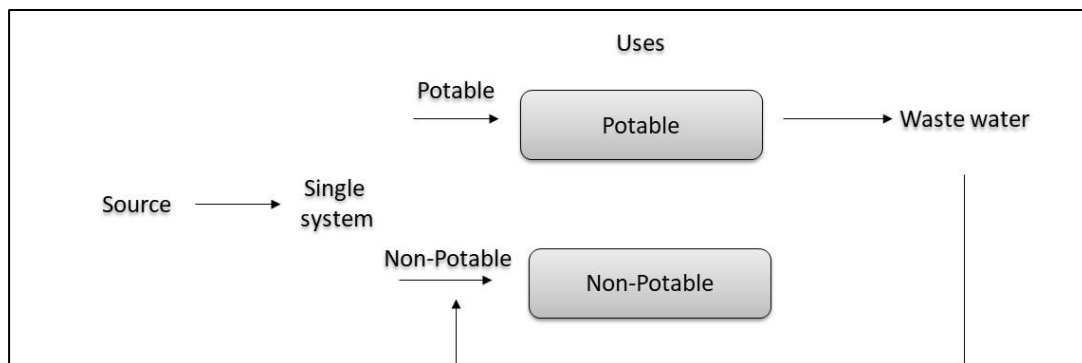 Uses
Potable
Potable
Waste water
Source
Single
system
Non-Potable
Non-Potable